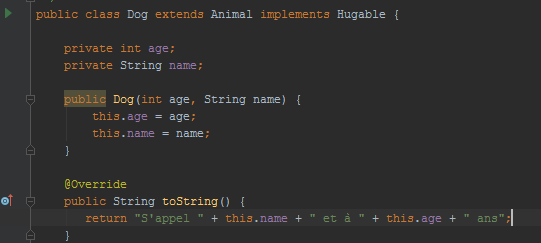 public class Dog extends Animal implements Hugable {
private int age;
private String name;
public Dog(int age, String name) {
this.age = age;
this.name = name;
}
@Override
public String toString() {
return "S'appel " + this.name + " et à " + this.age + " ans";
}